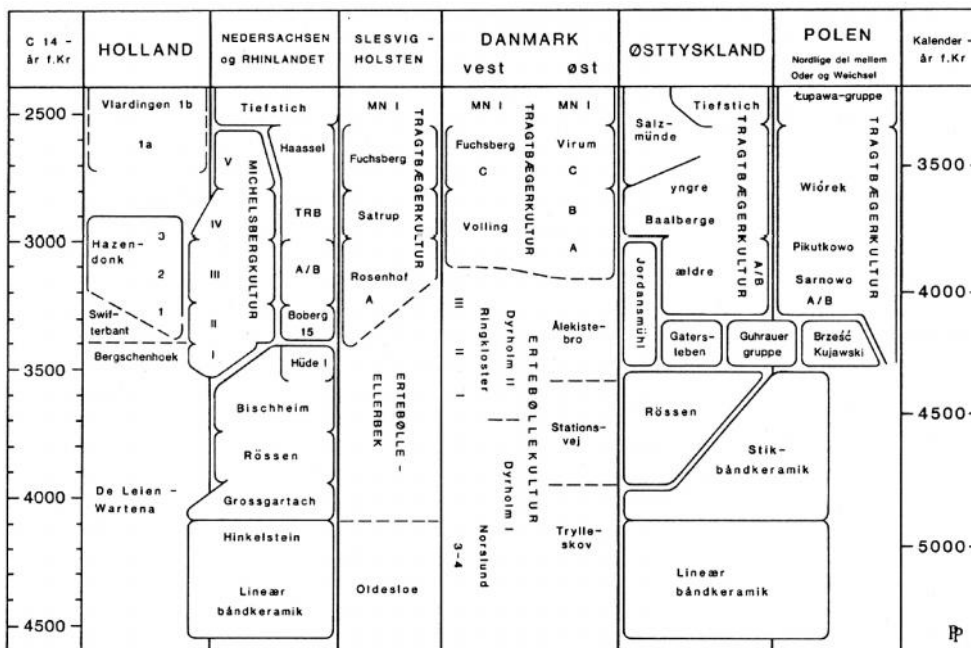 C 14 -
år f.Kr
HOLLAND
NEDERSACHSEN
og RHINLANDET
SLESVIG -
HOLSTEN
DANMARK
vest øst
ØSTTYSKLAND
POLEN
Nordlige del mellem
Oder og Weichsel
Kalender -
år f.Kr
2500
3000
3500
4000
4500
Vlardingen 1b
1a
Hazen-
donk
3
2
1
Swif-
terbant
Bergschenhoek
De Leien -
Wartena
Tiefstich
V
IV
III
II
I
MICHELSBERGKULTUR
Haassel
TRB
A/B
Boberg
15
Hüde I
Bischheim
Rössen
Grossgartach
Hinkelstein
Lineær
båndkeramik
MN I
Fuchsberg
Satrup
Rosenhof
A
TRAGTBÆGERKULTUR
ERTEBØLLE-
ELLERBEK
Oldesloe
MN I
Fuchsberg
C
Volling
TRAGTBÆGERKULTUR
MN I
Virum
C
B
A
III
II
I
Ringkloster
Dyrholm II
ERTEBØLLEKULTUR
Dyrholm I
Norslund
3-4
Ålekiste-
bro
Stations-
vej
Trylle-
skov
Tiefstich
Salz-
münde
yngre
Baalberge
ældre
TRAGTBÆGERKULTUR
A/B
Jordansmühl
Gaters-
leben
Guhrauer
gruppe
Rössen
Stik-
båndkeramik
Lineær
båndkeramik
Łupawa-gruppe
Wiórek
Pikutkowo
Sarnowo
A/B
TRAGTBÆGERKULTUR
Brześć
Kujawski
3500
4000
4500
5000